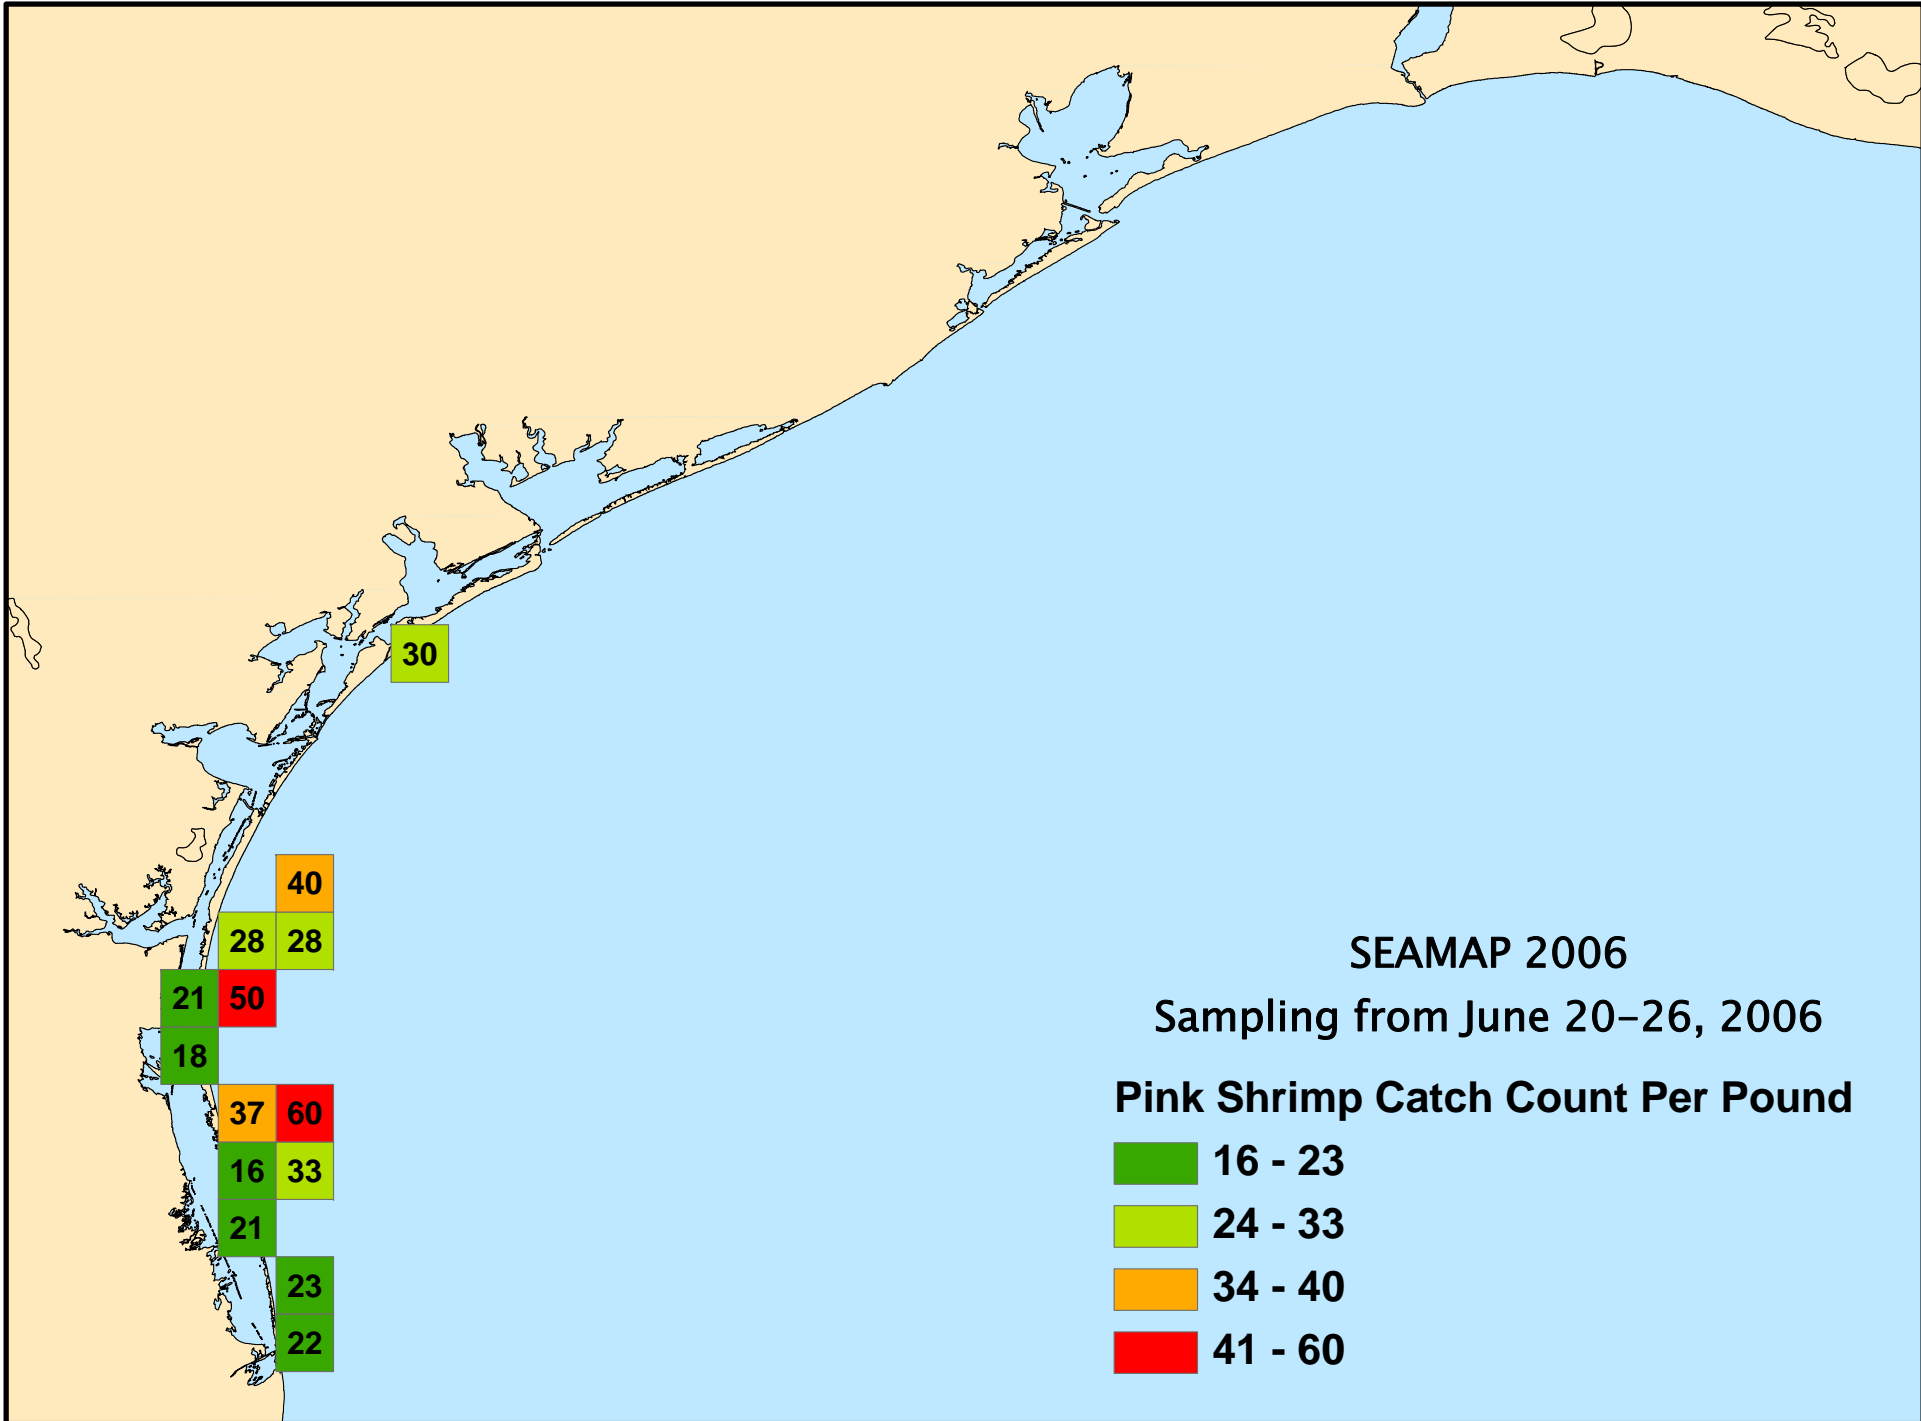 30
40
28 28
21 50
18
37 60
16 33
21
23
22
SEAMAP 2006
Sampling from June 20-26, 2006
Pink Shrimp Catch Count Per Pound
16 - 23
24 - 33
34 - 40
41 - 60